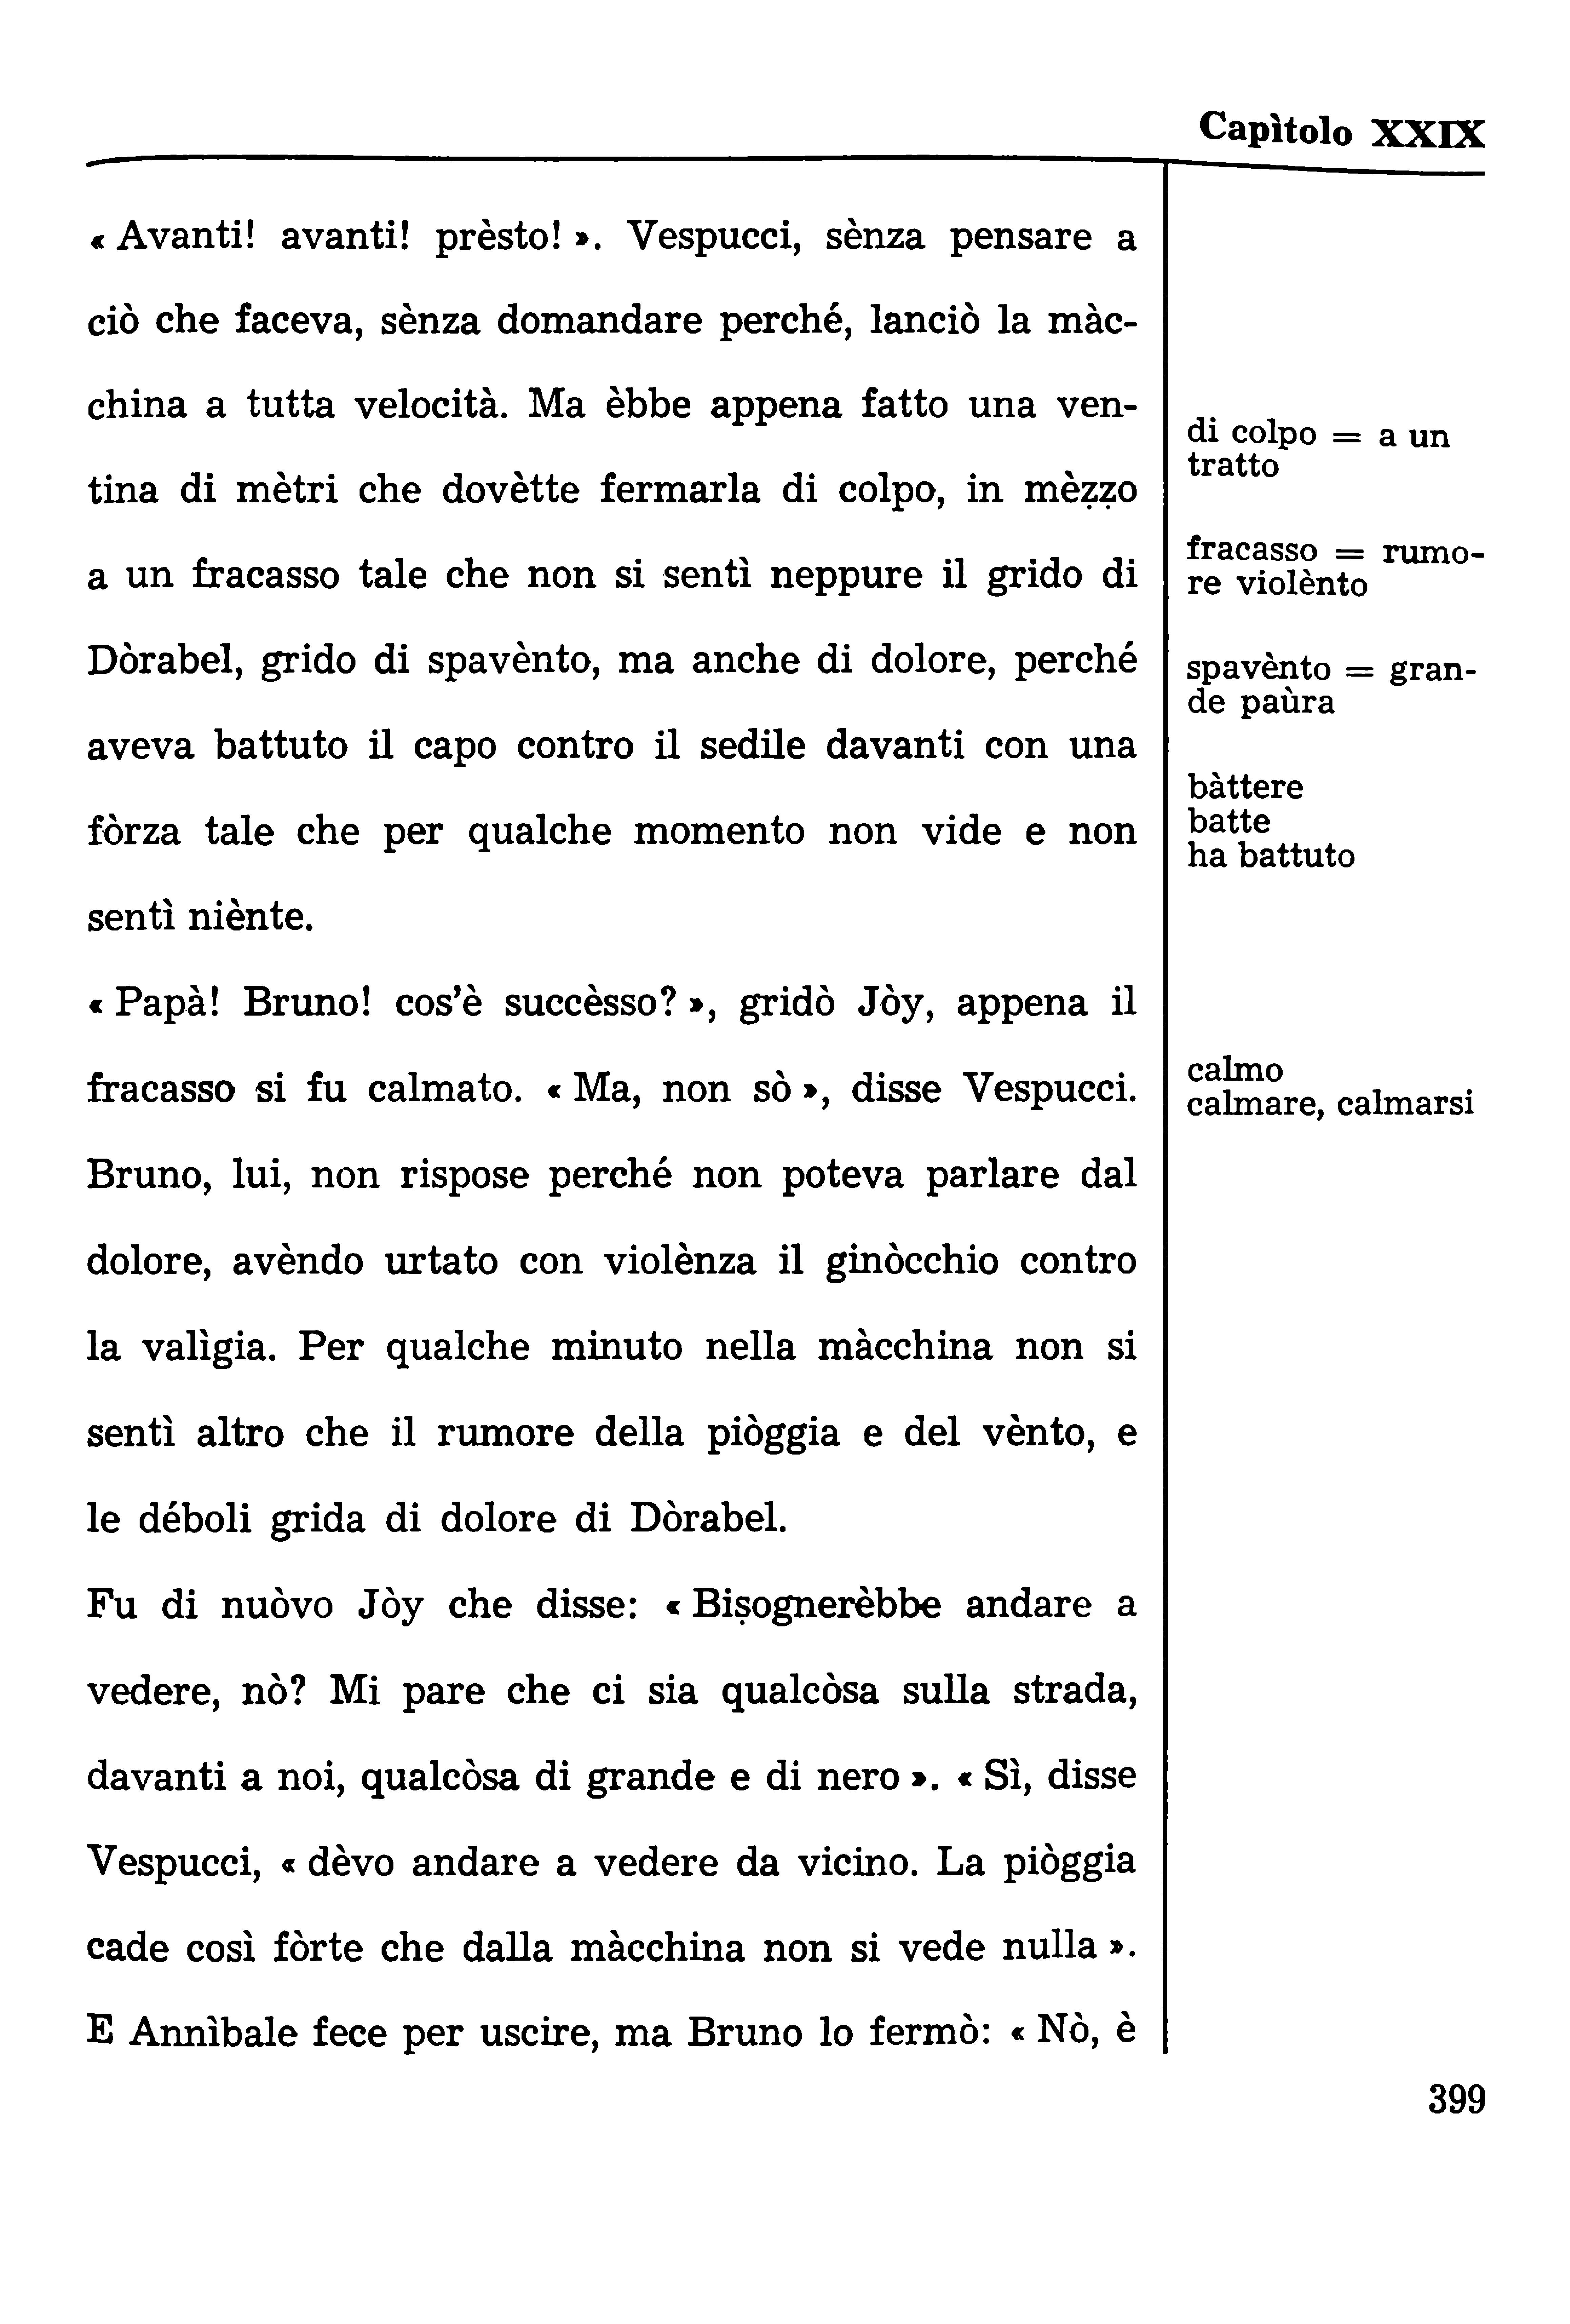 Capìtolo XXIX
« Avanti! avanti! prèsto! ». Vespucci, sènza pensare a
ciò che faceva, sènza domandare perché, lanciò la màc-
china a tutta velocità. Ma èbbe appena fatto una ven-
tina di mètri che dovètte fermarla di colpo, in mèẓẓo
a un fracasso tale che non si sentì neppure il grido di
Dòrabel, grido di spavènto, ma anche di dolore, perché
aveva battuto il capo contro il sedile davanti con una
fòrza tale che per qualche momento non vide e non
sentì niènte.
« Papà! Bruno! cos'è succèsso? », gridò Jòy, appena il
fracasso si fu calmato. « Ma, non sò », disse Vespucci.
Bruno, lui, non rispose perché non poteva parlare dal
dolore, avèndo urtato con violènza il ginòcchio contro
la valìgia. Per qualche minuto nella màcchina non si
sentì altro che il rumore della piòggia e del vènto, e
le déboli grida di dolore di Dòrabel.
Fu di nuòvo Jòy che disse: « Biṣognerèbbe andare a
vedere, nò? Mi pare che ci sia qualcòsa sulla strada,
davanti a noi, qualcòsa di grande e di nero ». « Sì, disse
Vespucci, « dèvo andare a vedere da vicino. La piòggia
cade così fòrte che dalla màcchina non si vede nulla ».
E Annìbale fece per uscire, ma Bruno lo fermò: « Nò, è
di colpo = a un
tratto
fracasso = rumo-
re violènto
spavènto = gran-
de paùra
bàttere
batte
ha battuto
calmo
calmare, calmarsi
399